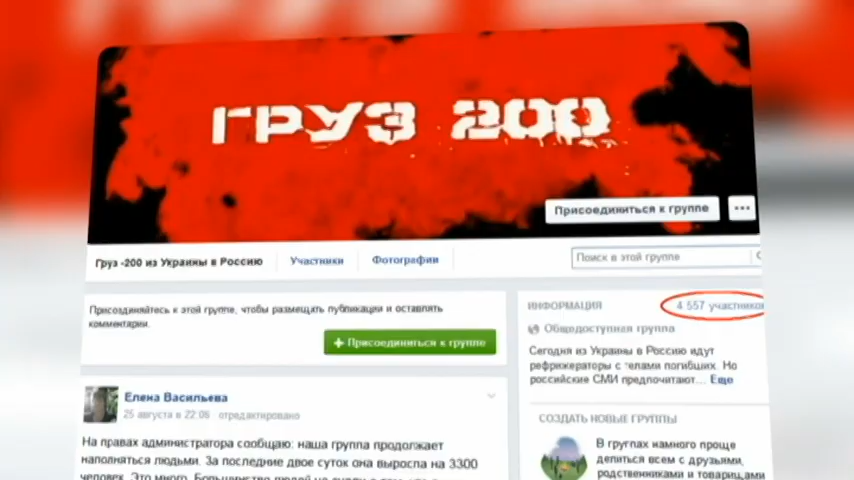 ГРУЗ 200
Присоединиться к группе
Груз -200 из Украины в Россию
Участники
Фотографии
Поиск в этой группе
Присоединяйтесь к этой группе, чтобы размещать публикации и оставлять
комментарии.
Присоединиться к группе
ИНФОРМАЦИЯ
4 557 участников
Общедоступная группа
Сегодня из Украины в Россию идут
рефрижераторы с телами погибших. Но
российские СМИ предпочитают... Еще
Елена Васильева
25 августа в 22:06 отредактировано
На правах администратора сообщаю: наша группа продолжает
наполняться людьми. За последние двое суток она выросла на 3300
человек. Это много.
СОЗДАТЬ НОВЫЕ ГРУППЫ
В группах намного проще
делиться всем с друзьями,
родственниками и товарищами